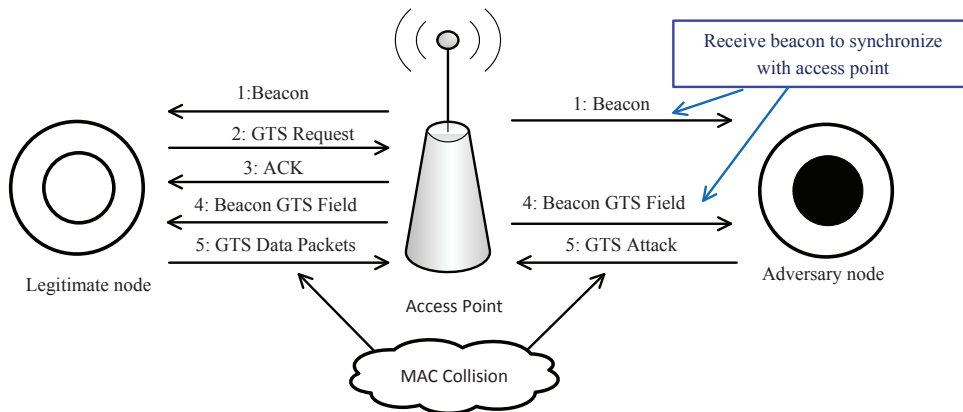 Receive beacon to synchronize
with access point
1:Beacon
1: Beacon
2: GTS Request
3: ACK
4: Beacon GTS Field
4: Beacon GTS Field
5: GTS Data Packets
5: GTS Attack
Legitimate node
Adversary node
Access Point
MAC Collision